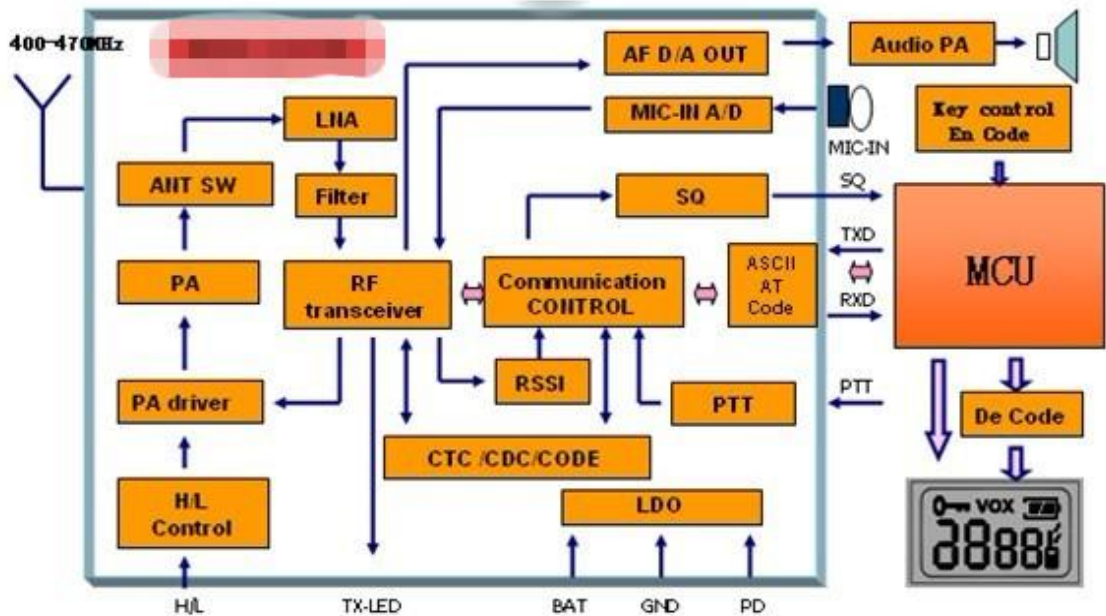 400-470MHz
AF D/A OUT
Audio PA
LNA
MIC-IN A/D
MIC-IN
Key control
En Code
ANT SW
Filter
SQ
SQ
TXD
MCU
PA
RF
transceiver
Communication
CONTROL
ASCII
AT
Code
RXD
PA driver
RSSI
PTT
PTT
De Code
CTC /CDC/CODE
H/L
Control
LDO
VOX
H/L
TX-LED
BAT
GND
PD